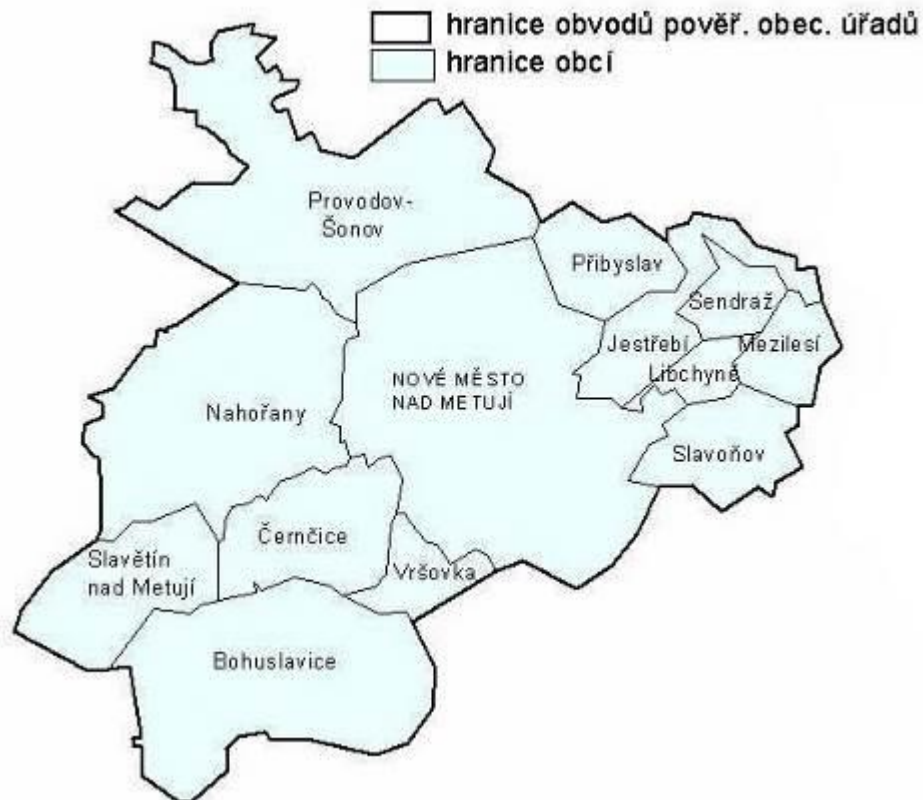 hranice obvodů pověř. obec. úřadů
hranice obcí
Provodov-
Šonov
Přibyslav
Sendraž
Jestřebí
Mezilesí
Libchyně
NOVÉ MĚSTO
NAD METUJÍ
Nahořany
Slavoňov
Černčice
Slavětín
nad Metují
Vršovka
Bohuslavice